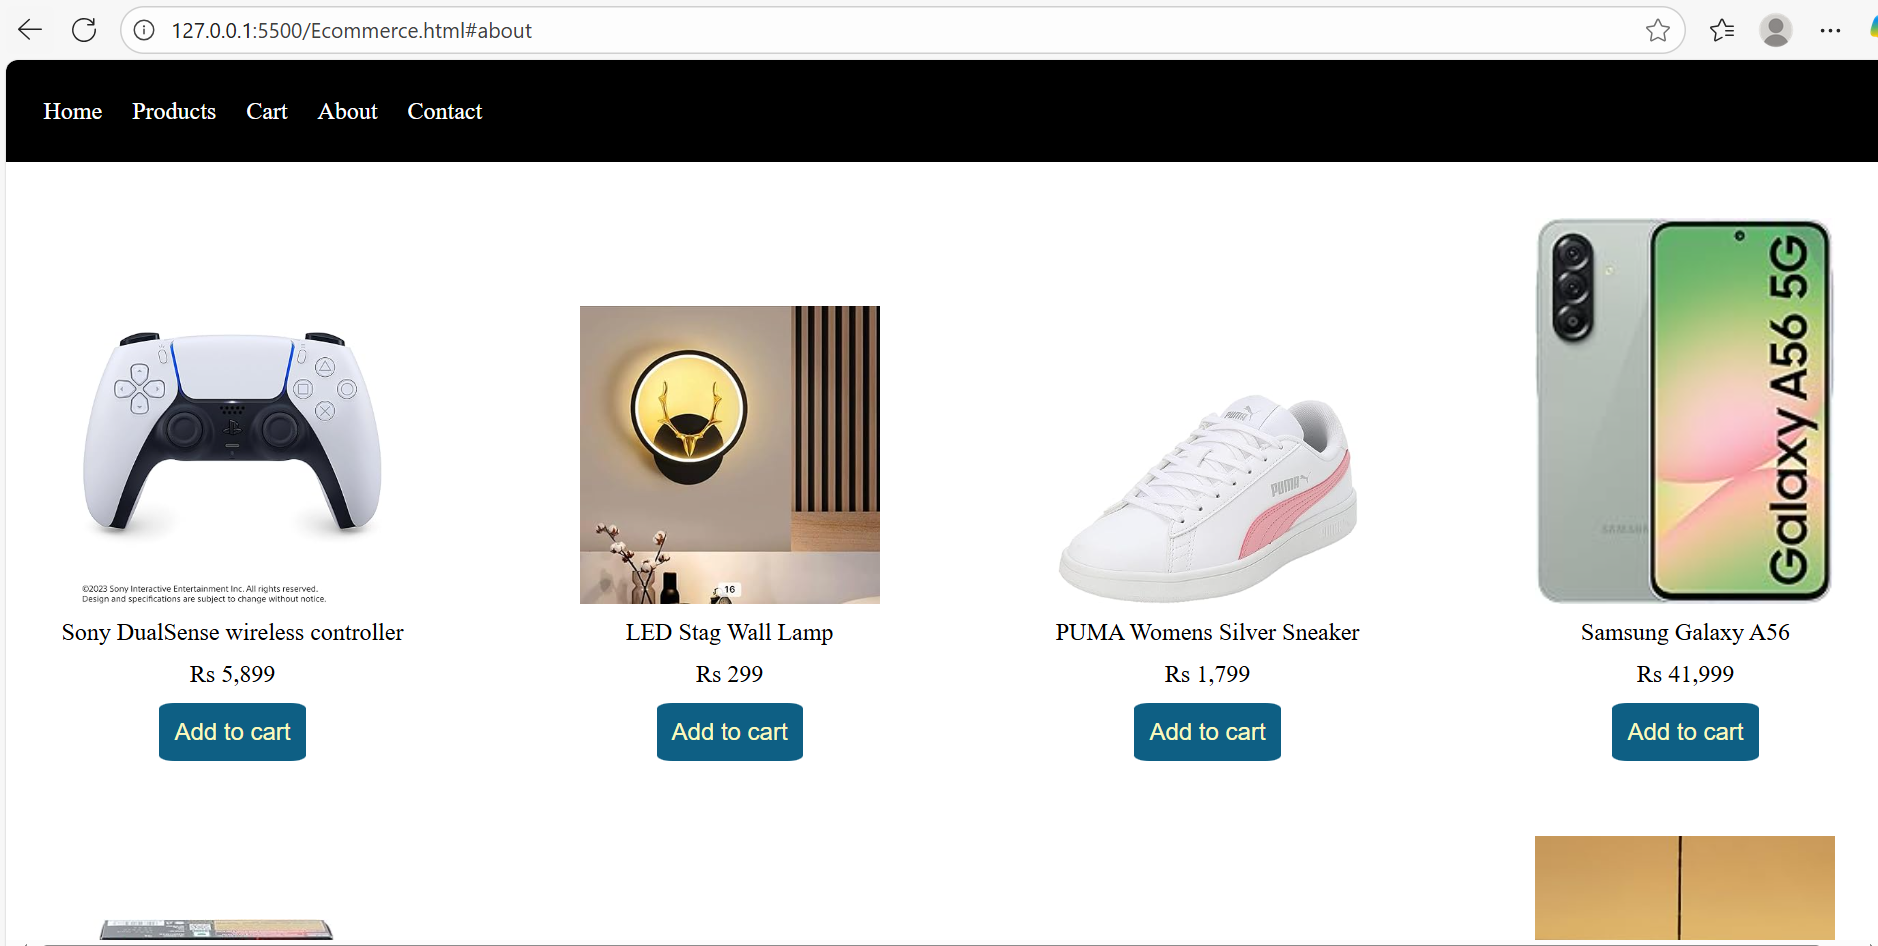 127.0.0.1:5500/Ecommerce.html#about
Home Products Cart About Contact
Galaxy A56 5G
SAMSUNG
PUMA
PUMA
16
©2023 Sony Interactive Entertainment Inc. All rights reserved.
Design and specifications are subject to change without notice.
Sony DualSense wireless controller
LED Stag Wall Lamp
PUMA Womens Silver Sneaker
Samsung Galaxy A56
Rs 5,899
Rs 299
Rs 1,799
Rs 41,999
Add to cart
Add to cart
Add to cart
Add to cart